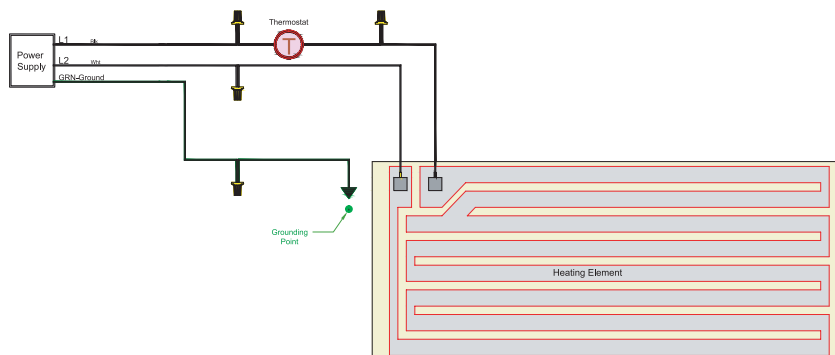 Thermostat
L1 Blk
Power
Supply
L2 Wht
GRN-Ground
T
Grounding
Point
Heating Element